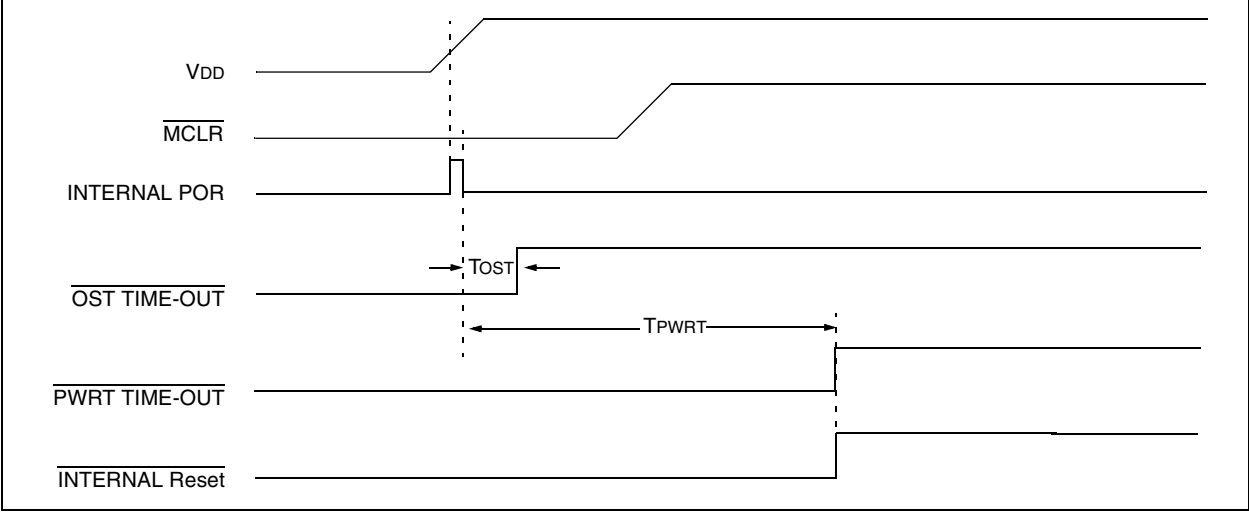 VDD
MCLR
INTERNAL POR
TOST
OST TIME-OUT
TPWRT
PWRT TIME-OUT
INTERNAL Reset